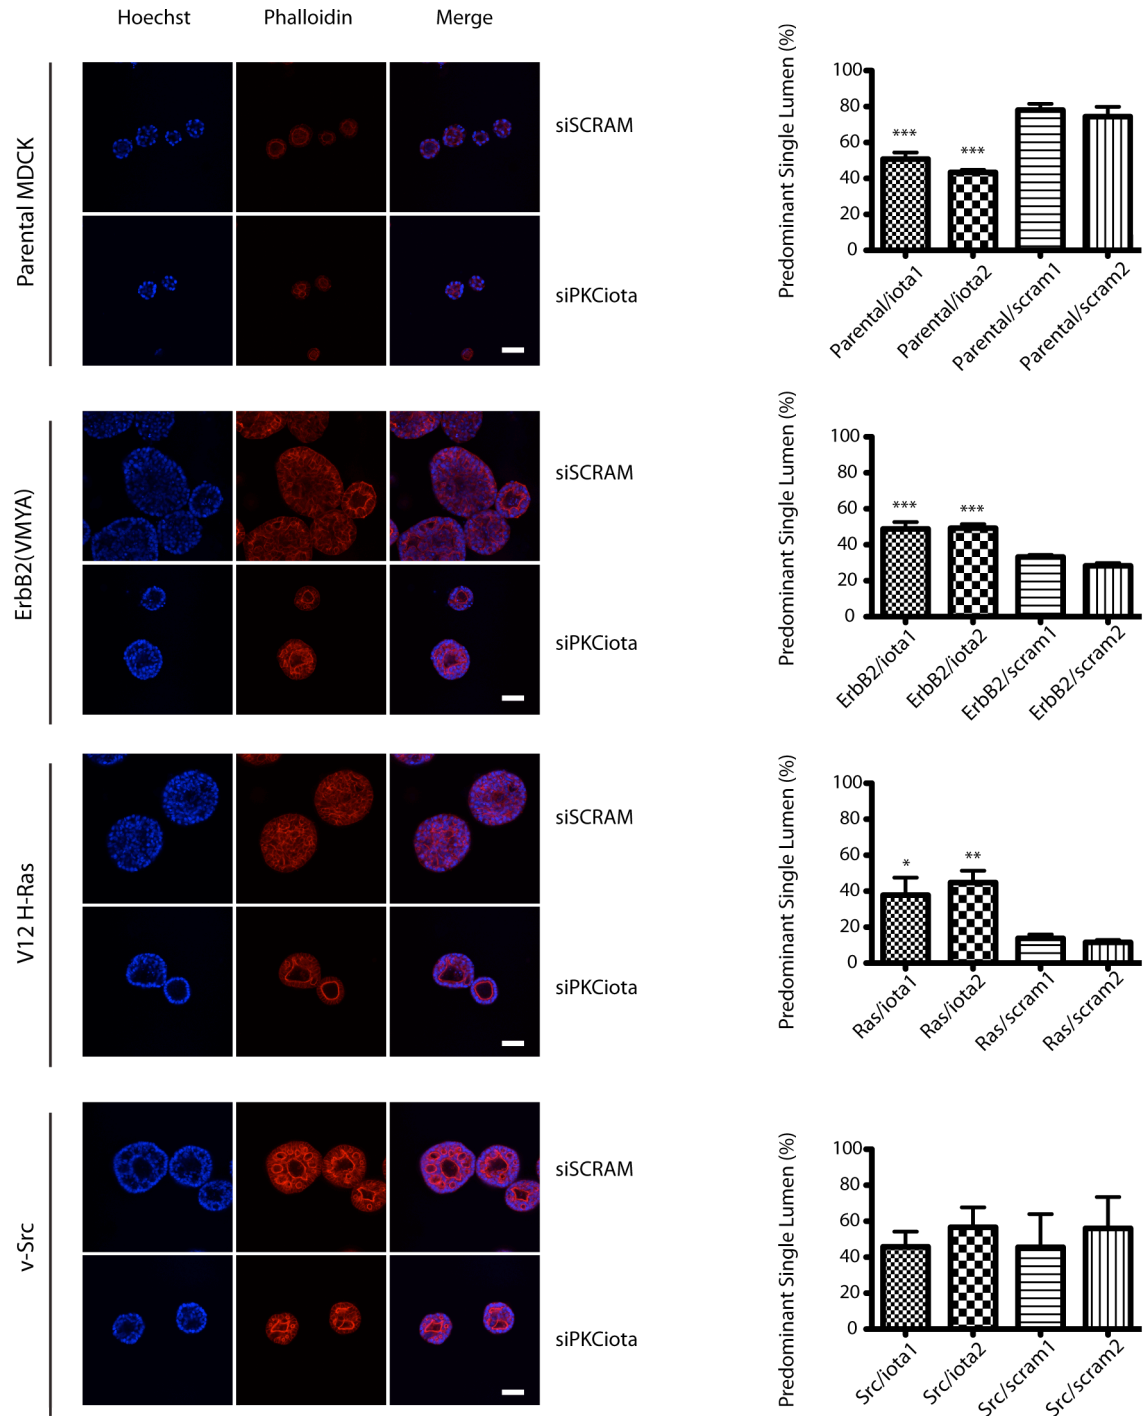 Hoechst Phalloidin Merge
Parental MDCK
siSCRAM
siPKCiota
Predominant Single Lumen (%)
100
80
60
40
20
0
***
***
Parental/iota1
Parental/iota2
Parental/scram1
Parental/scram2
ErbB2(VMYA)
siSCRAM
siPKCiota
Predominant Single Lumen (%)
100
80
60
40
20
0
***
***
ErbB2/iota1
ErbB2/iota2
ErbB2/scram1
ErbB2/scram2
V12 H-Ras
siSCRAM
siPKCiota
Predominant Single Lumen (%)
100
80
60
40
20
0
*
**
Ras/iota1
Ras/iota2
Ras/scram1
Ras/scram2
v-Src
siSCRAM
siPKCiota
Predominant Single Lumen (%)
100
80
60
40
20
0
Src/iota1
Src/iota2
Src/scram1
Src/scram2